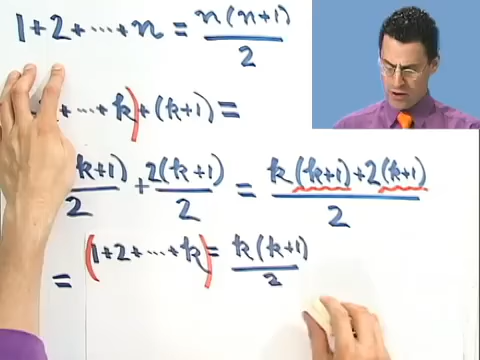 1+2+⋯+n = n(n+1)/2
+⋯+k)+(k+1)=
k+1)/2 + 2(k+1)/2 = k(k+1)+2(k+1)/2
= (1+2+⋯+k) = k(k+1)/2